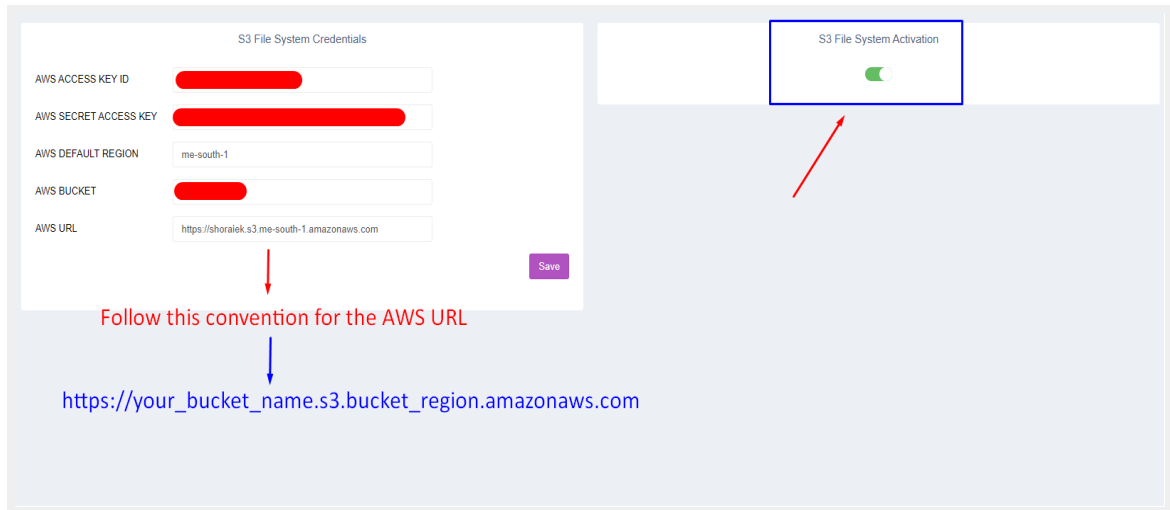 S3 File System Credentials
AWS ACCESS KEY ID
AWS SECRET ACCESS KEY
AWS DEFAULT REGION
me-south-1
AWS BUCKET
AWS URL
https://shoraiek.s3.me-south-1.amazonaws.com
Save
S3 File System Activation
Follow this convention for the AWS URL
https://your_bucket_name.s3.bucket_region.amazonaws.com